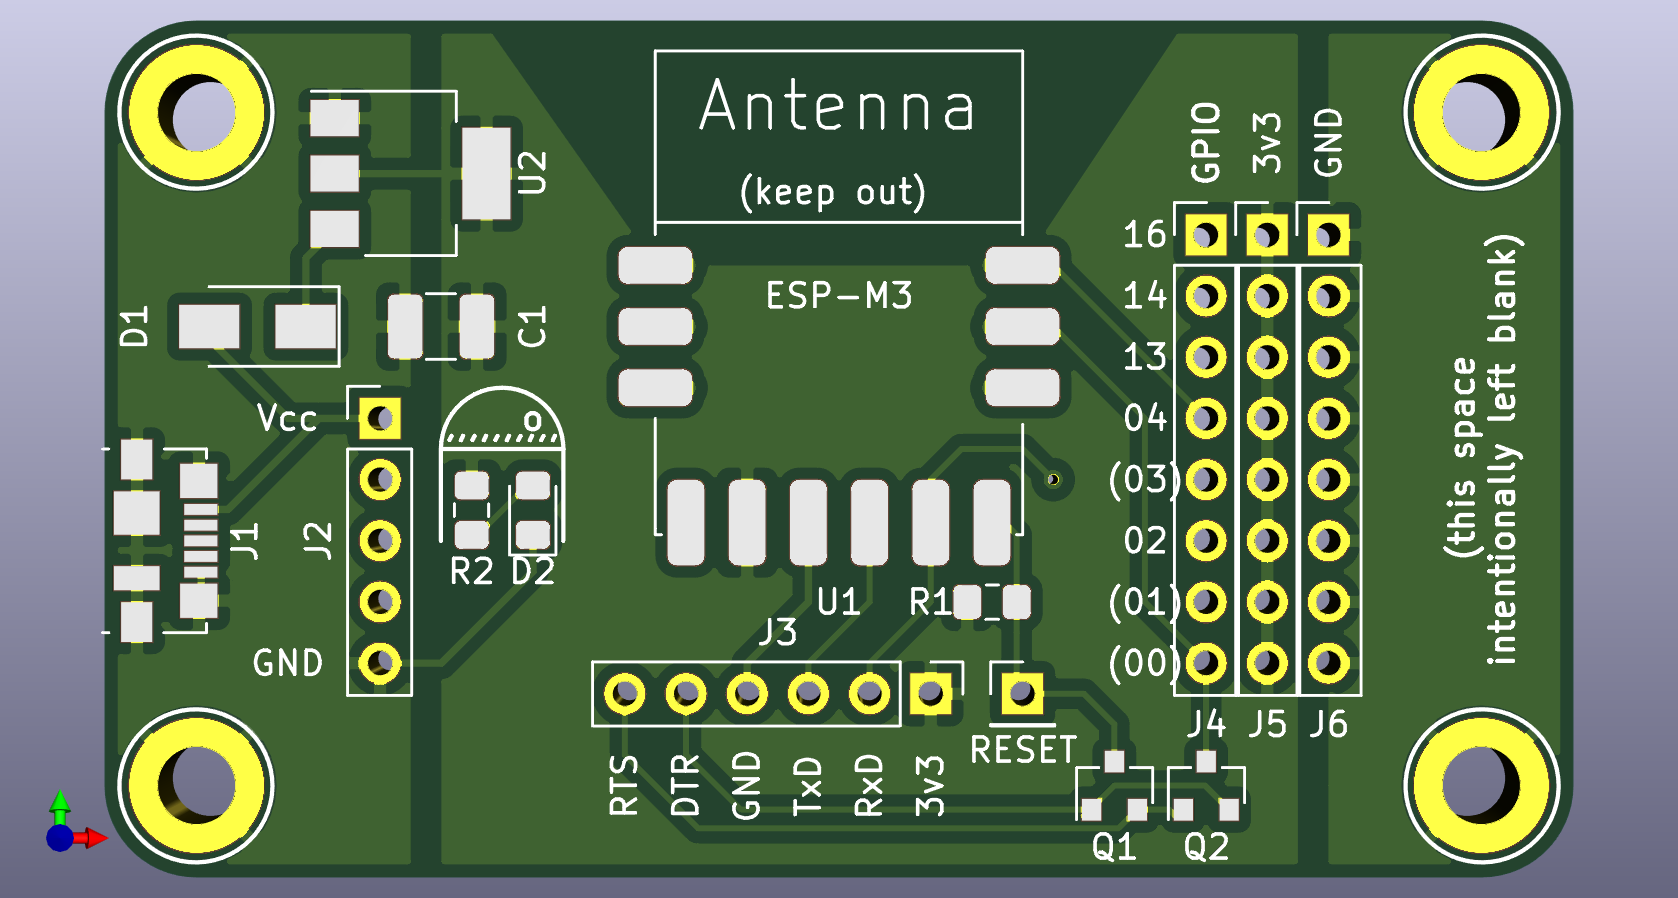 Antenna
(keep out)
GPIO
3v3
GND
U2
ESP-M3
16
14
13
04
(03)
02
(01)
(00)
D1
C1
Vcc
o
J1
J2
R2
D2
GND
U1
R1
J3
RTS
DTR
GND
TxD
RxD
3v3
RESET
J4
J5
J6
Q1
Q2
(this space
intentionally left blank)